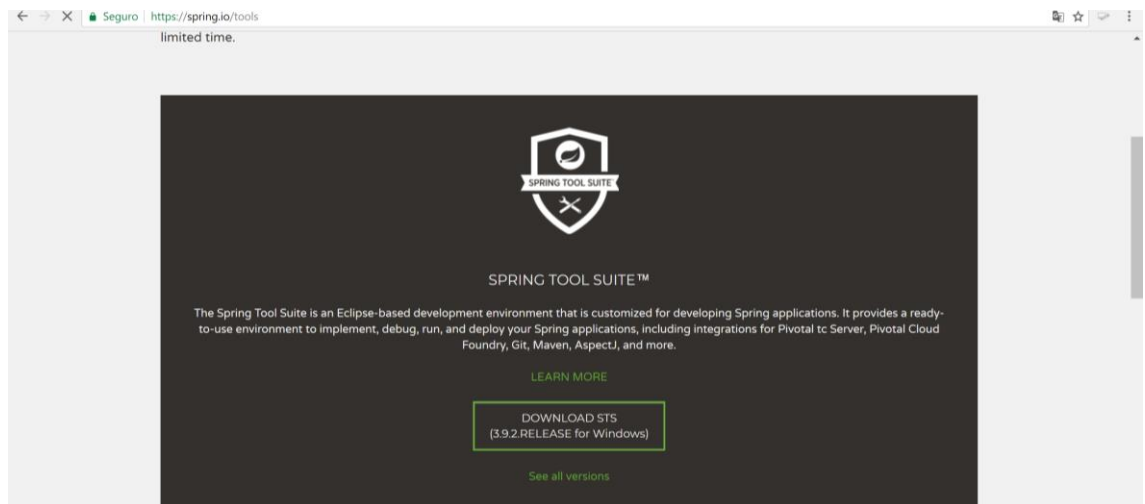 Seguro
https://spring.io/tools
limited time.
SPRING TOOL SUITE
SPRING TOOL SUITE™
The Spring Tool Suite is an Eclipse-based development environment that is customized for developing Spring applications. It provides a ready-
to-use environment to implement, debug, run, and deploy your Spring applications, including integrations for Pivotal tc Server, Pivotal Cloud
Foundry, Git, Maven, AspectJ, and more.
LEARN MORE
DOWNLOAD STS
(3.9.2.RELEASE for Windows)
See all versions